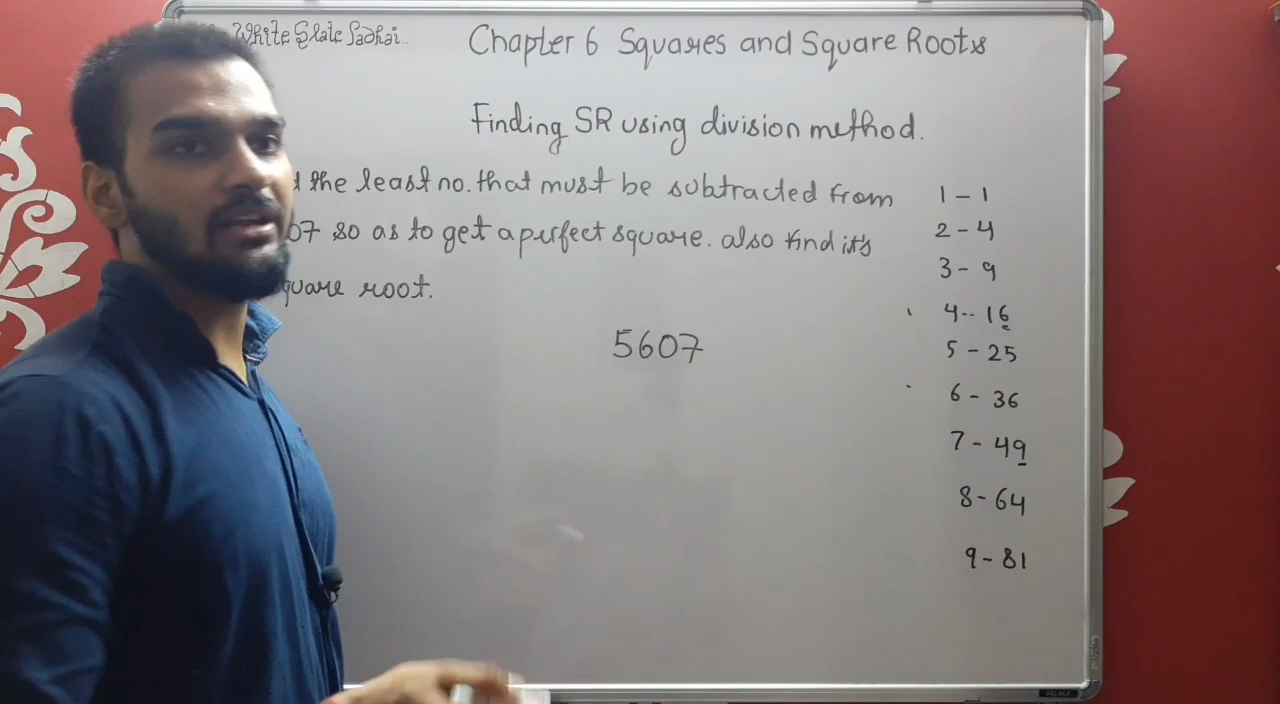 White Slate Sadhai...
Chapter 6 Squares and Square Roots
Finding SR using division method.
the least no. that must be subtracted from
07 so as to get a perfect square. also find it's
quare root.
5607
1 - 1
2 - 4
3 - 9
4 -- 16
5 - 25
6 - 36
7 - 49
8 - 64
9 - 81